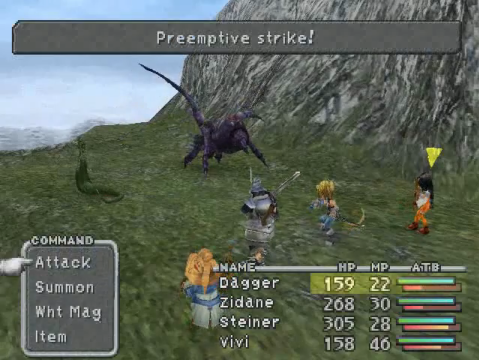 Preemptive strike!
COMMAND
Attack
Summon
Wht Mag
Item
NAME HP MP ATB
Dagger 159 22
Zidane 268 30
Steiner 305 28
Vivi 158 46